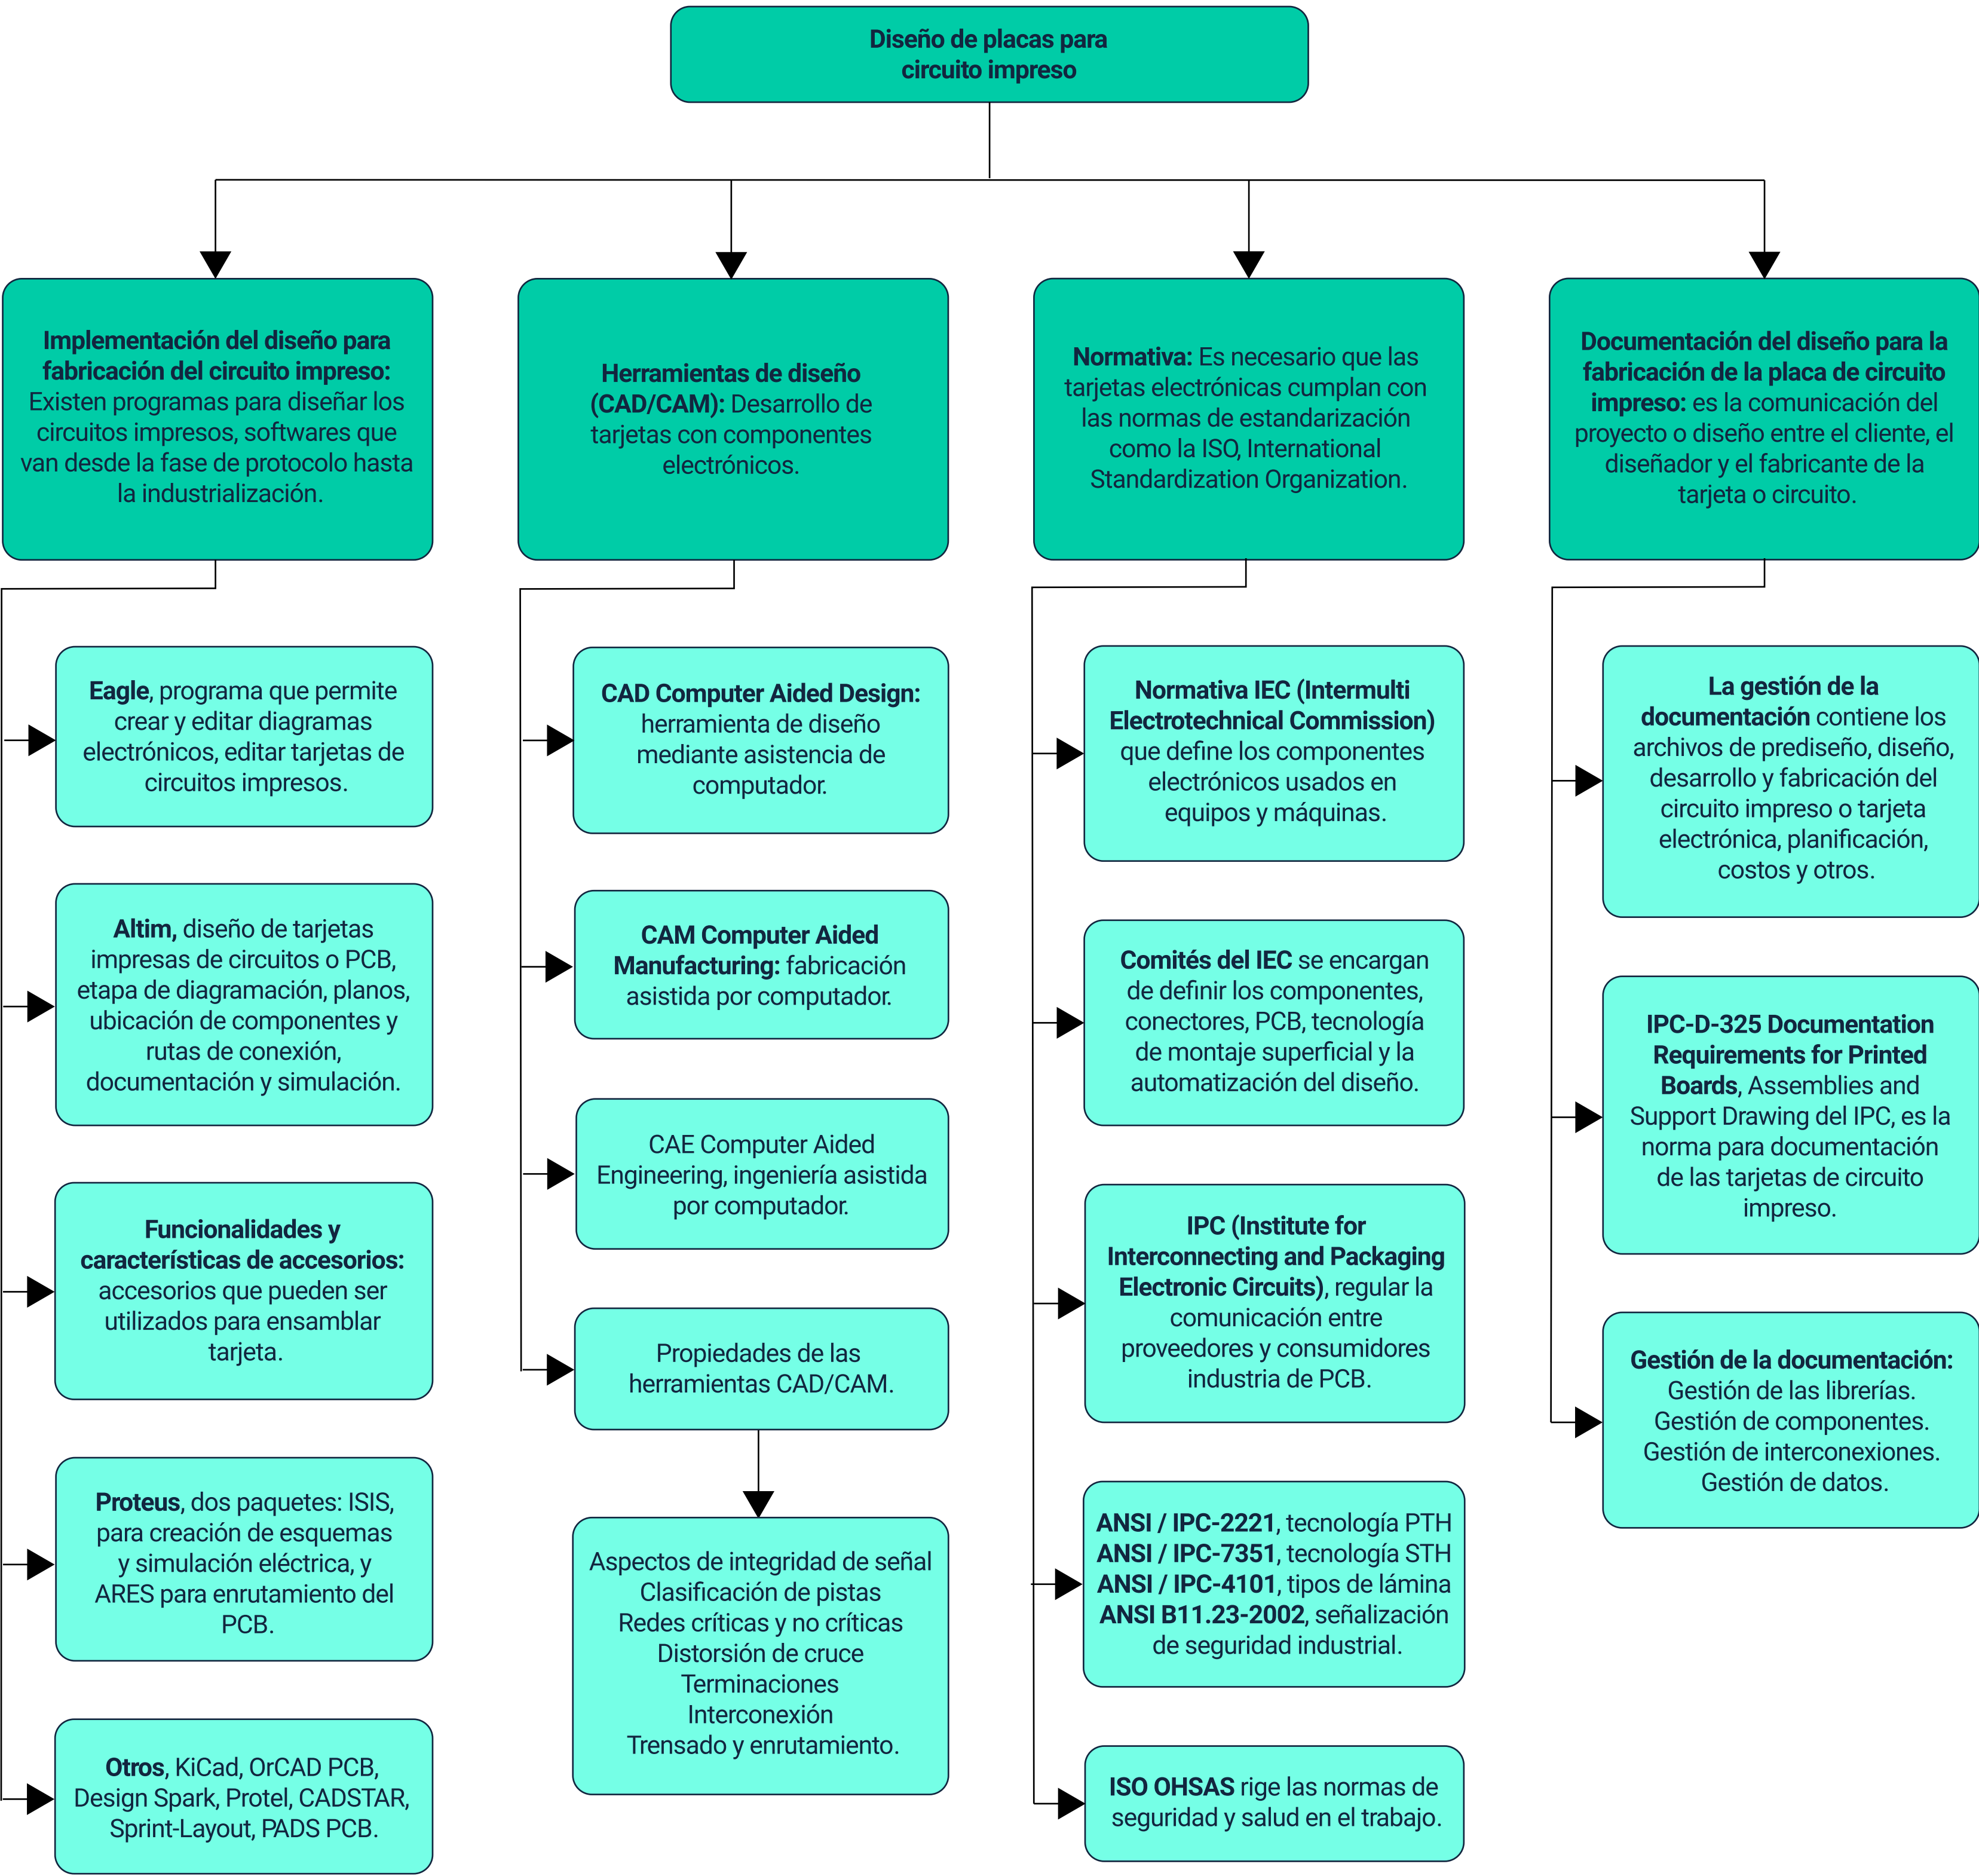 Diseño de placas para
circuito impreso
Implementación del diseño para
fabricación del circuito impreso:
Existen programas para diseñar los
circuitos impresos, softwares que
van desde la fase de protocolo hasta
la industrialización.
Eagle, programa que permite
crear y editar diagramas
electrónicos, editar tarjetas de
circuitos impresos.
Altim, diseño de tarjetas
impresas de circuitos o PCB,
etapa de diagramación, planos,
ubicación de componentes y
rutas de conexión,
documentación y simulación.
Funcionalidades y
características de accesorios:
accesorios que pueden ser
utilizados para ensamblar
tarjeta.
Proteus, dos paquetes: ISIS,
para creación de esquemas
y simulación eléctrica, y
ARES para enrutamiento del
PCB.
Otros, KiCad, OrCAD PCB,
Design Spark, Protel, CADSTAR,
Sprint-Layout, PADS PCB.
Herramientas de diseño
(CAD/CAM): Desarrollo de
tarjetas con componentes
electrónicos.
CAD Computer Aided Design:
herramienta de diseño
mediante asistencia de
computador.
CAM Computer Aided
Manufacturing: fabricación
asistida por computador.
CAE Computer Aided
Engineering, ingeniería asistida
por computador.
Propiedades de las
herramientas CAD/CAM.
Aspectos de integridad de señal
Clasificación de pistas
Redes críticas y no críticas
Distorsión de cruce
Terminaciones
Interconexión
Trensado y enrutamiento.
Normativa: Es necesario que las
tarjetas electrónicas cumplan con
las normas de estandarización
como la ISO, International
Standardization Organization.
Normativa IEC (Intermulti
Electrotechnical Commission)
que define los componentes
electrónicos usados en
equipos y máquinas.
Comités del IEC se encargan
de definir los componentes,
conectores, PCB, tecnología
de montaje superficial y la
automatización del diseño.
IPC (Institute for
Interconnecting and Packaging
Electronic Circuits), regular la
comunicación entre
proveedores y consumidores
industria de PCB.
ANSI / IPC-2221, tecnología PTH
ANSI / IPC-7351, tecnología STH
ANSI / IPC-4101, tipos de lámina
ANSI B11.23-2002, señalización
de seguridad industrial.
ISO OHSAS rige las normas de
seguridad y salud en el trabajo.
Documentación del diseño para la
fabricación de la placa de circuito
impreso: es la comunicación del
proyecto o diseño entre el cliente, el
diseñador y el fabricante de la
tarjeta o circuito.
La gestión de la
documentación contiene los
archivos de prediseño, diseño,
desarrollo y fabricación del
circuito impreso o tarjeta
electrónica, planificación,
costos y otros.
IPC-D-325 Documentation
Requirements for Printed
Boards, Assemblies and
Support Drawing del IPC, es la
norma para documentación
de las tarjetas de circuito
impreso.
Gestión de la documentación:
Gestión de las librerías.
Gestión de componentes.
Gestión de interconexiones.
Gestión de datos.